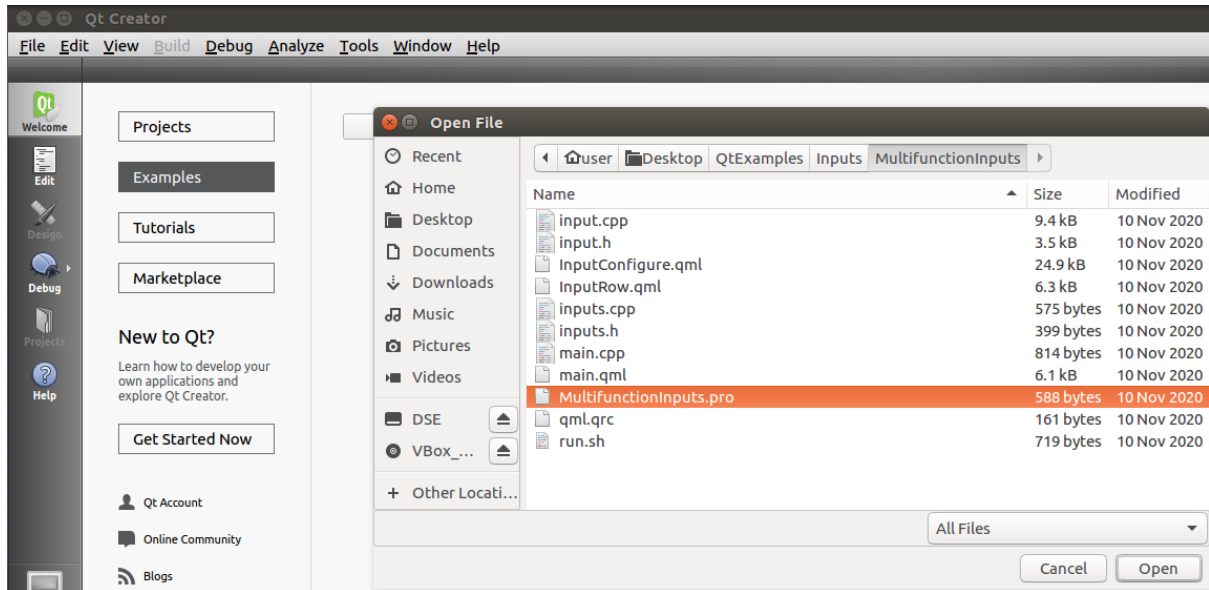 Qt Creator
File Edit View Build Debug Analyze Tools Window Help
Qt
Welcome
Edit
Design
Debug
Projects
Help
Projects
Examples
Tutorials
Marketplace
New to Qt?
Learn how to develop your
own applications and
explore Qt Creator.
Get Started Now
Qt Account
Online Community
Blogs
Open File
Recent
Home
Desktop
Documents
Downloads
Music
Pictures
Videos
DSE
VBox_...
+ Other Locati...
user Desktop QtExamples Inputs MultifunctionInputs
Name Size Modified
input.cpp 9.4 kB 10 Nov 2020
input.h 3.5 kB 10 Nov 2020
InputConfigure.qml 24.9 kB 10 Nov 2020
InputRow.qml 6.3 kB 10 Nov 2020
inputs.cpp 575 bytes 10 Nov 2020
inputs.h 399 bytes 10 Nov 2020
main.cpp 814 bytes 10 Nov 2020
main.qml 6.1 kB 10 Nov 2020
MultifunctionInputs.pro 588 bytes 10 Nov 2020
qml.qrc 161 bytes 10 Nov 2020
run.sh 719 bytes 10 Nov 2020
All Files
Cancel Open